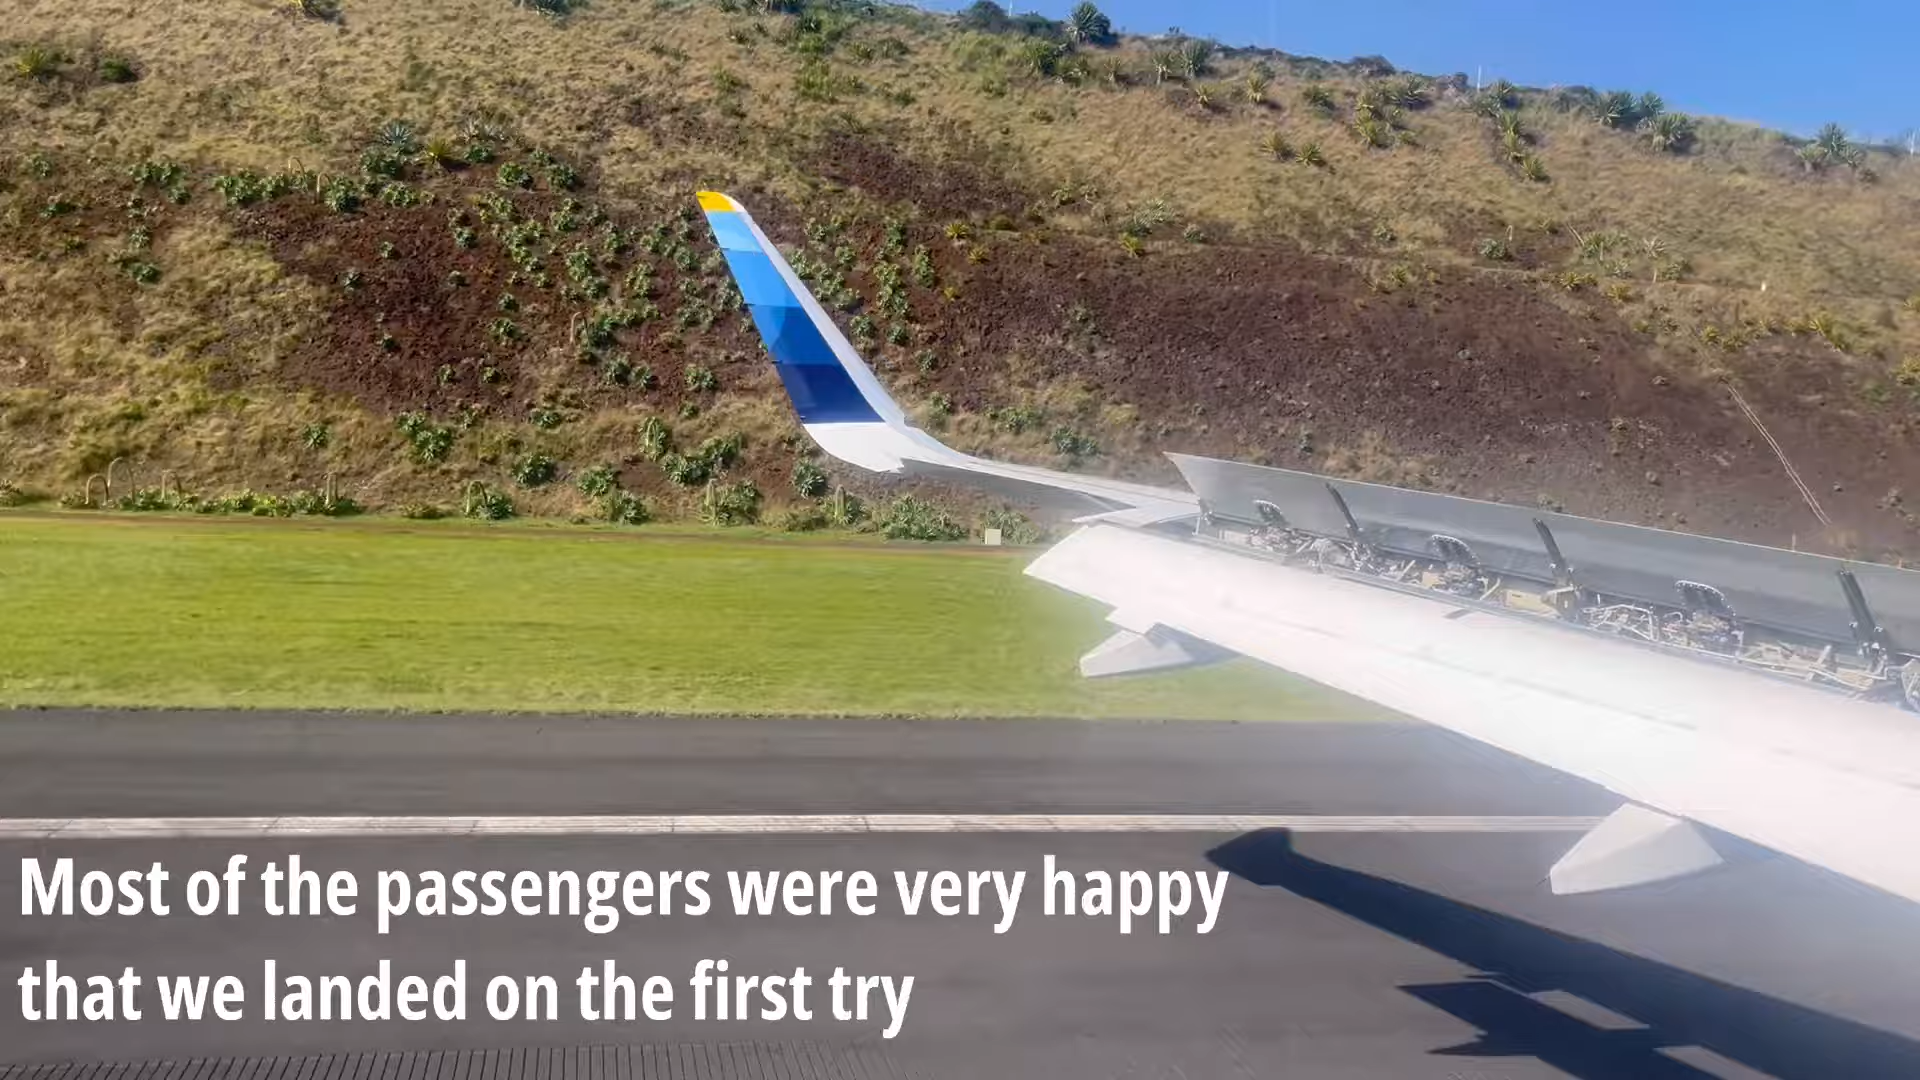 Most of the passengers were very happy
that we landed on the first try